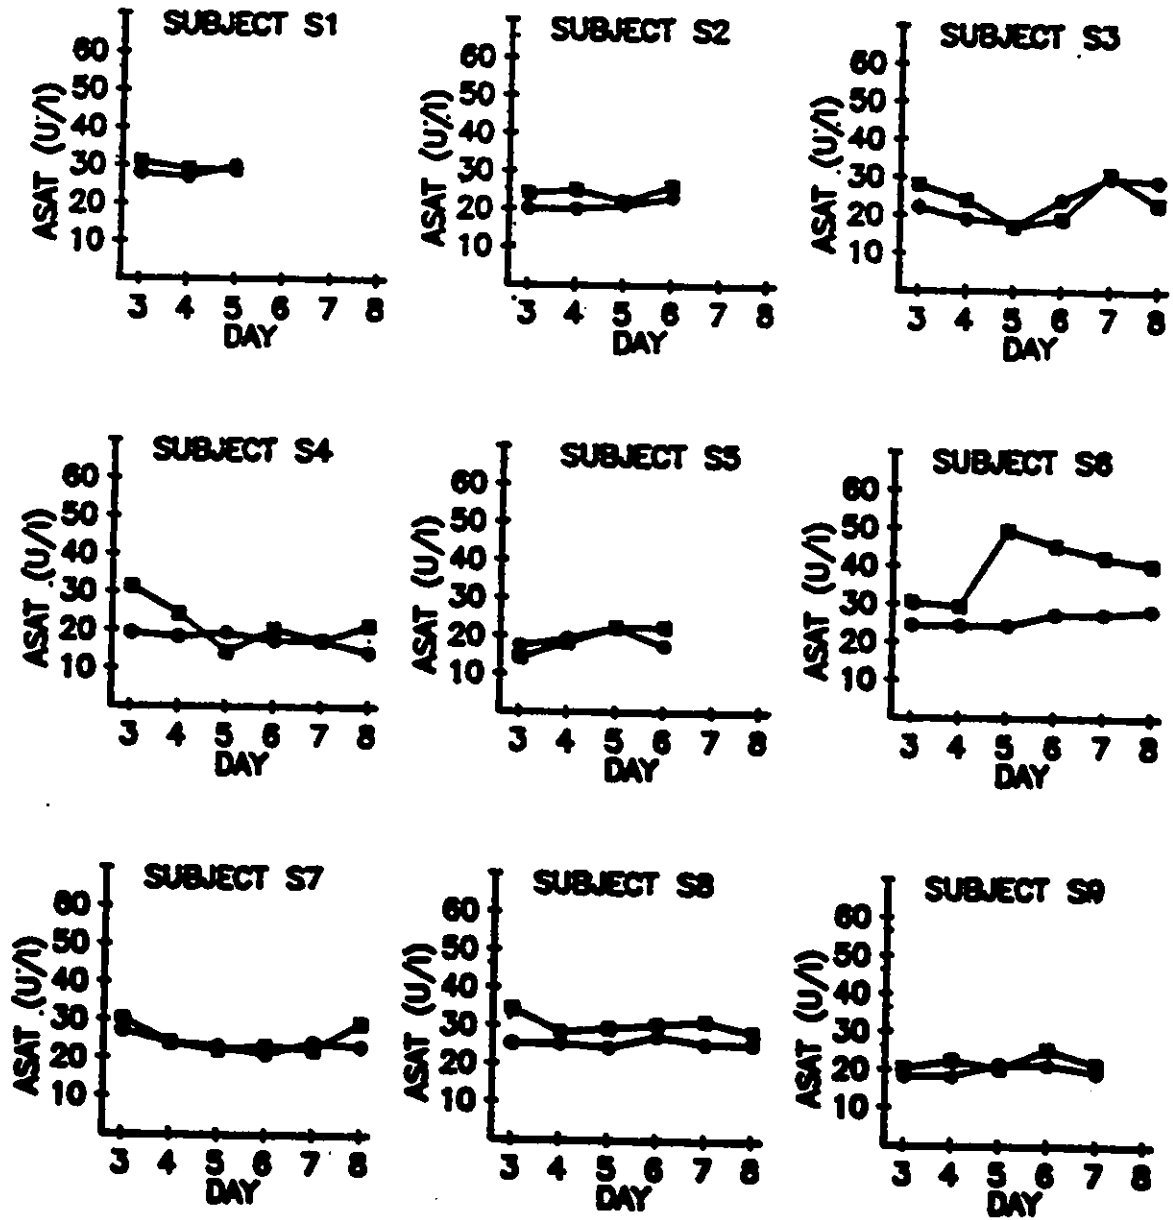 SUBJECT S1
60
50
40
30
20
10
ASAT (U/l)
3 4 5 6 7 8
DAY
SUBJECT S2
60
50
40
30
20
10
ASAT (U/l)
3 4 5 6 7 8
DAY
SUBJECT S3
60
50
40
30
20
10
ASAT (U/l)
3 4 5 6 7 8
DAY
SUBJECT S4
60
50
40
30
20
10
ASAT (U/l)
3 4 5 6 7 8
DAY
SUBJECT S5
60
50
40
30
20
10
ASAT (U/l)
3 4 5 6 7 8
DAY
SUBJECT S6
60
50
40
30
20
10
ASAT (U/l)
3 4 5 6 7 8
DAY
SUBJECT S7
60
50
40
30
20
10
ASAT (U/l)
3 4 5 6 7 8
DAY
SUBJECT S8
60
50
40
30
20
10
ASAT (U/l)
3 4 5 6 7 8
DAY
SUBJECT S9
60
50
40
30
20
10
ASAT (U/l)
3 4 5 6 7 8
DAY